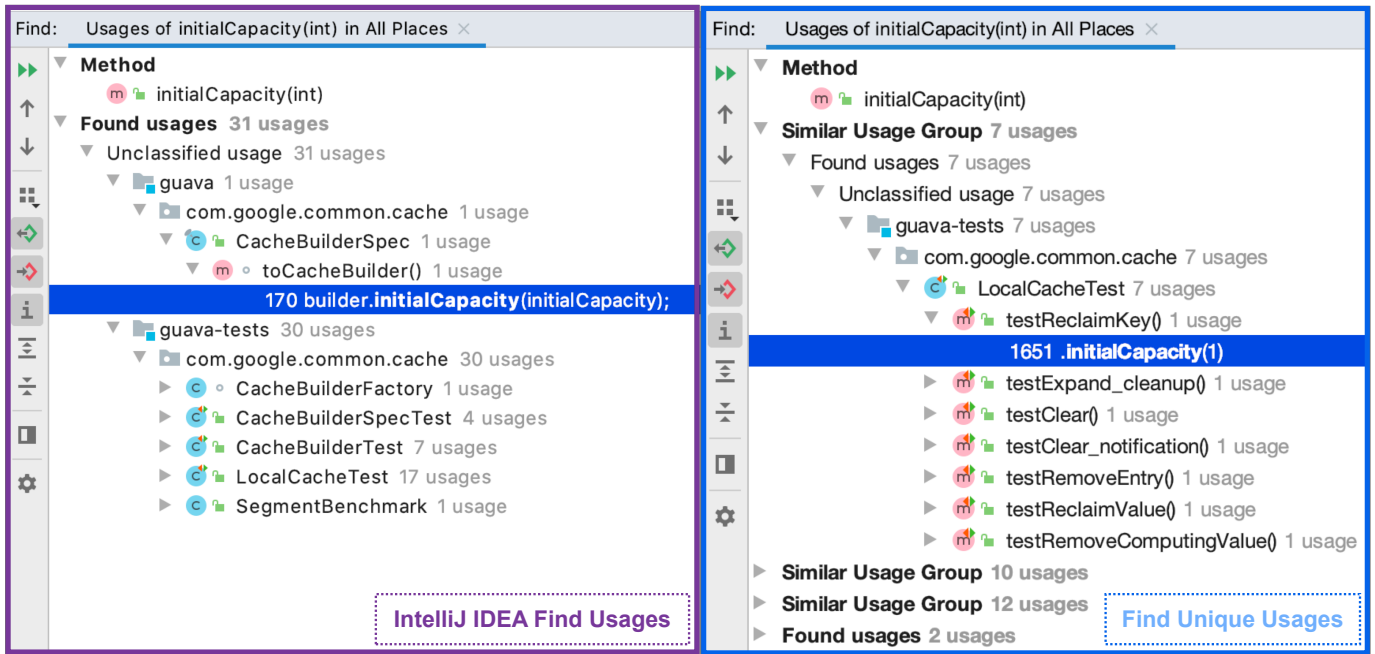 Find: Usages of initialCapacity(int) in All Places
Method
m initialCapacity(int)
Found usages 31 usages
Unclassified usage 31 usages
guava 1 usage
com.google.common.cache 1 usage
C CacheBuilderSpec 1 usage
m toCacheBuilder() 1 usage
170 builder.initialCapacity(initialCapacity);
guava-tests 30 usages
com.google.common.cache 30 usages
C CacheBuilderFactory 1 usage
C CacheBuilderSpecTest 4 usages
C CacheBuilderTest 7 usages
C LocalCacheTest 17 usages
C SegmentBenchmark 1 usage
IntelliJ IDEA Find Usages
Find: Usages of initialCapacity(int) in All Places
Method
m initialCapacity(int)
Similar Usage Group 7 usages
Found usages 7 usages
Unclassified usage 7 usages
guava-tests 7 usages
com.google.common.cache 7 usages
C LocalCacheTest 7 usages
m testReclaimKey() 1 usage
1651 .initialCapacity(1)
m testExpand_cleanup() 1 usage
m testClear() 1 usage
m testClear_notification() 1 usage
m testRemoveEntry() 1 usage
m testReclaimValue() 1 usage
m testRemoveComputingValue() 1 usage
Similar Usage Group 10 usages
Similar Usage Group 12 usages
Found usages 2 usages
Find Unique Usages